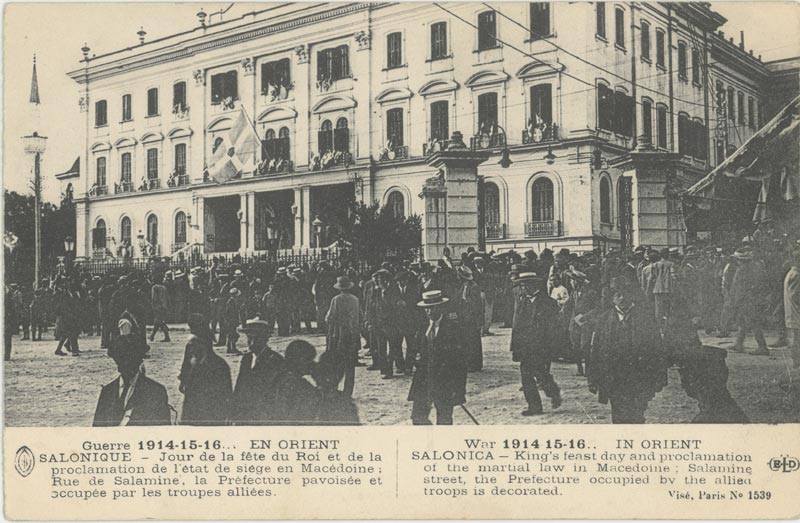 Guerre 1914-15-16... EN ORIENT
SALONIQUE - Jour de la fête du Roi et de la
proclamation de l'état de siége en Macédoine ;
Rue de Salamine, la Préfecture pavoisée et
occupée par les troupes alliées.
War 1914 15-16.. IN ORIENT
SALONICA - King's feast day and proclamation
of the martial law in Macedoine ; Salamine
street, the Prefecture occupied by the allied
troops is decorated.
Visé, Paris No 1539
ELD